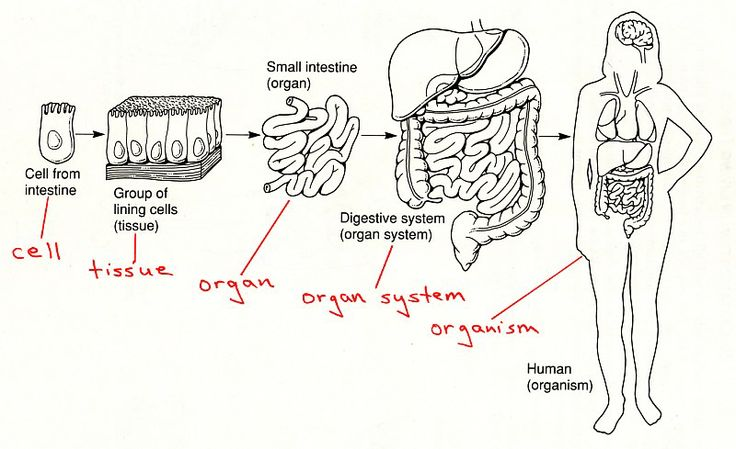 Small intestine
(organ)
Cell from
intestine
Group of
lining cells
(tissue)
Digestive system
(organ system)
Human
(organism)
cell
tissue
organ
organ system
organism